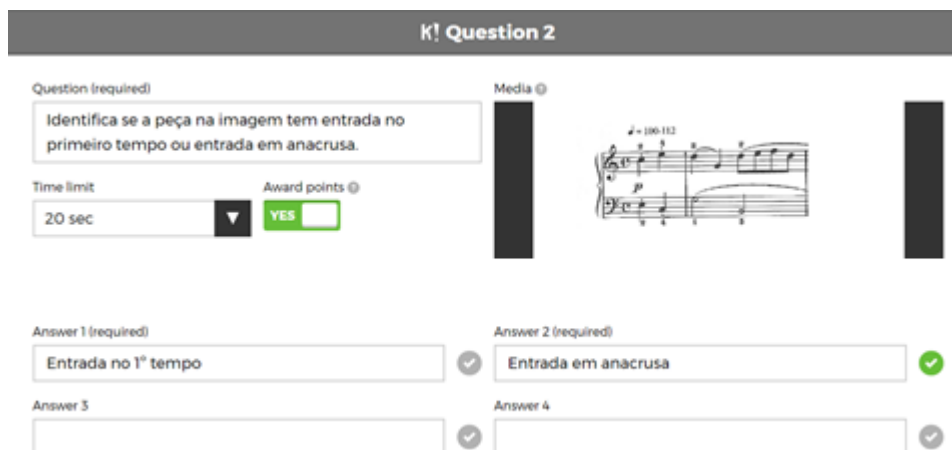 K! Question 2
Question (required)
Identifica se a peça na imagem tem entrada no
primeiro tempo ou entrada em anacrusa.
Media
Time limit
Award points
20 sec
YES
♩ = 100-112
p
Answer 1 (required)
Entrada no 1º tempo
Answer 2 (required)
Entrada em anacrusa
Answer 3
Answer 4